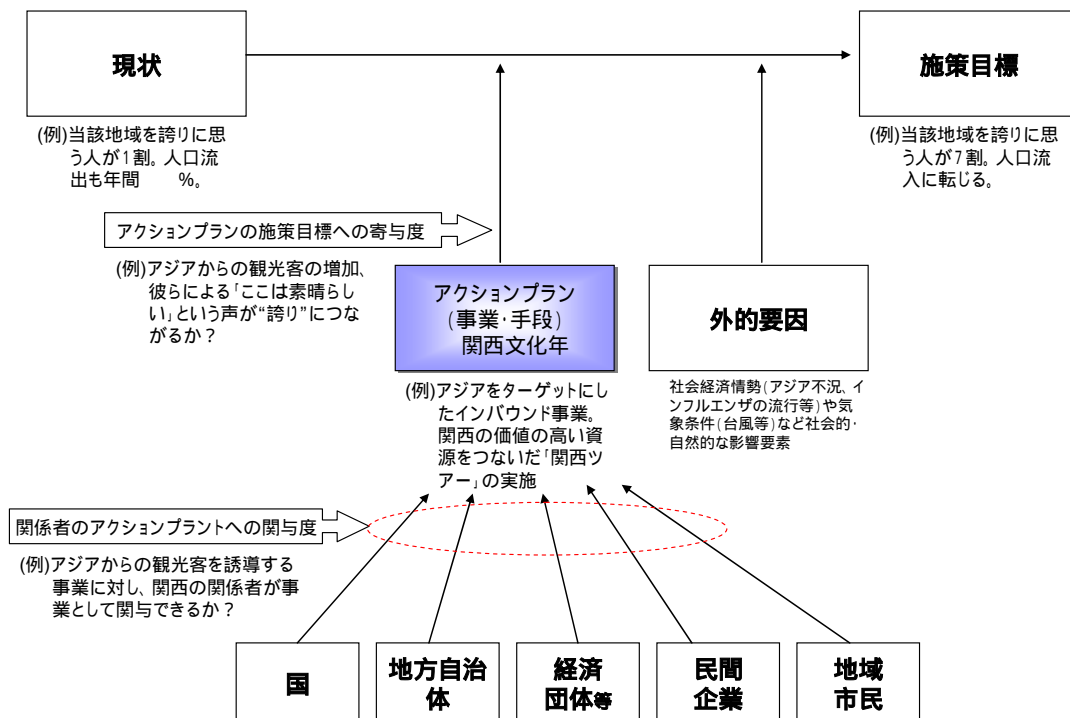 現状
施策目標
(例)当該地域を誇りに思
う人が1割。人口流
出も年間　　%。
(例)当該地域を誇りに思
う人が7割。人口流
入に転じる。
アクションプランの施策目標への寄与度
(例)アジアからの観光客の増加、
彼らによる「ここは素晴らし
い」という声が“誇り”につな
がるか？
アクションプラン
(事業・手段)
関西文化年
外的要因
(例)アジアをターゲットにし
たインバウンド事業。
関西の価値の高い資
源をつないだ「関西ツ
アー」の実施
社会経済情勢(アジア不況、イ
ンフルエンザの流行等)や気
象条件(台風等)など社会的・
自然的な影響要素
関係者のアクションプラントへの関与度
(例)アジアからの観光客を誘導する
事業に対し、関西の関係者が事
業として関与できるか？
国
地方自治
体
経済
団体等
民間
企業
地域
市民